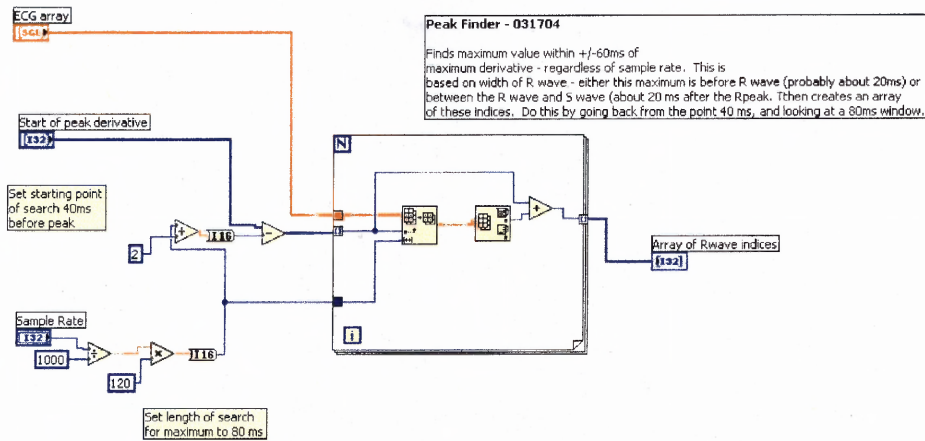 ECG array
SGL
Peak Finder - 031704
Finds maximum value within +/-60ms of
maximum derivative - regardless of sample rate. This is
based on width of R wave - either this maximum is before R wave (probably about 20ms) or
between the R wave and S wave (about 20 ms after the Rpeak. Tthen creates an array
of these indices. Do this by going back from the point 40 ms, and looking at a 80ms window.
Start of peak derivative
[I32]
N
Set starting point
of search 40ms
before peak
2
I16
Array of Rwave indices
[I32]
Sample Rate
I32
1000
120
I16
i
Set length of search
for maximum to 80 ms